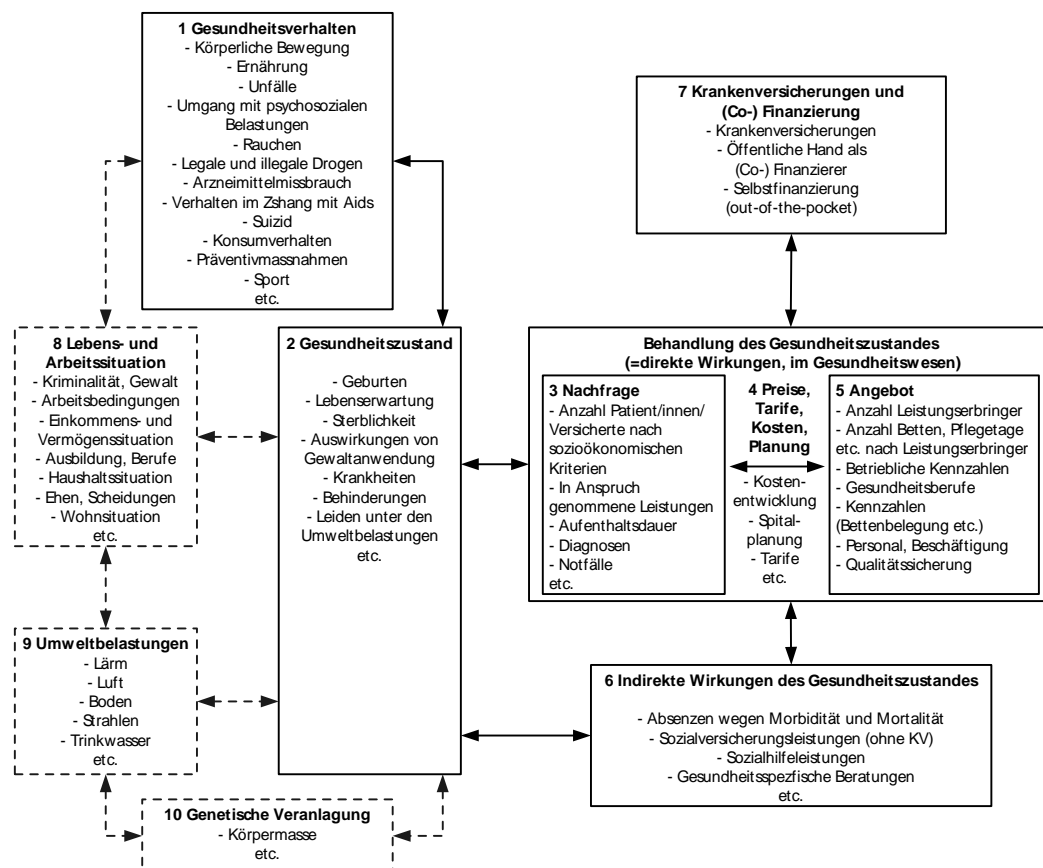 1 Gesundheitsverhalten
- Körperliche Bewegung
- Ernährung
- Unfälle
- Umgang mit psychosozialen
Belastungen
- Rauchen
- Legale und illegale Drogen
- Arzneimittelmissbrauch
- Verhalten im Zshang mit Aids
- Suizid
- Konsumverhalten
- Präventivmassnahmen
- Sport
etc.
7 Krankenversicherungen und
(Co-) Finanzierung
- Krankenversicherungen
- Öffentliche Hand als
(Co-) Finanzierer
- Selbstfinanzierung
(out-of-the-pocket)
8 Lebens- und
Arbeitssituation
- Kriminalität, Gewalt
- Arbeitsbedingungen
- Einkommens- und
Vermögenssituation
- Ausbildung, Berufe
- Haushaltssituation
- Ehen, Scheidungen
- Wohnsituation
etc.
2 Gesundheitszustand
- Geburten
- Lebenserwartung
- Sterblichkeit
- Auswirkungen von
Gewaltanwendung
- Krankheiten
- Behinderungen
- Leiden unter den
Umweltbelastungen
etc.
Behandlung des Gesundheitszustandes
(=direkte Wirkungen, im Gesundheitswesen)
3 Nachfrage
- Anzahl Patient/innen/
Versicherte nach
sozioökonomischen
Kriterien
- In Anspruch
genommene Leistungen
- Aufenthaltsdauer
- Diagnosen
- Notfälle
etc.
4 Preise,
Tarife,
Kosten,
Planung
- Kosten-
entwicklung
- Spital-
planung
- Tarife
etc.
5 Angebot
- Anzahl Leistungserbringer
- Anzahl Betten, Pflegetage
etc. nach Leistungserbringer
- Betriebliche Kennzahlen
- Gesundheitsberufe
- Kennzahlen
(Bettenbelegung etc.)
- Personal, Beschäftigung
- Qualitätssicherung
9 Umweltbelastungen
- Lärm
- Luft
- Boden
- Strahlen
- Trinkwasser
etc.
6 Indirekte Wirkungen des Gesundheitszustandes
- Absenzen wegen Morbidität und Mortalität
- Sozialversicherungsleistungen (ohne KV)
- Sozialhilfeleistungen
- Gesundheitsspezfische Beratungen
etc.
10 Genetische Veranlagung
- Körpermasse
etc.